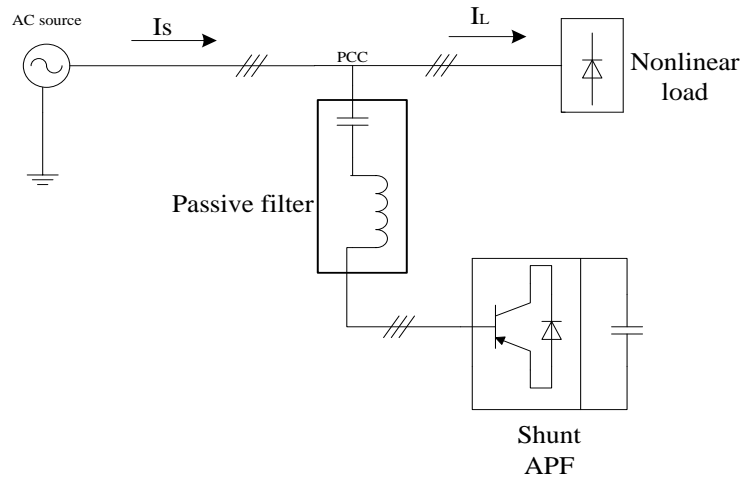 AC source
Is
IL
PCC
Nonlinear
load
Passive filter
Shunt
APF